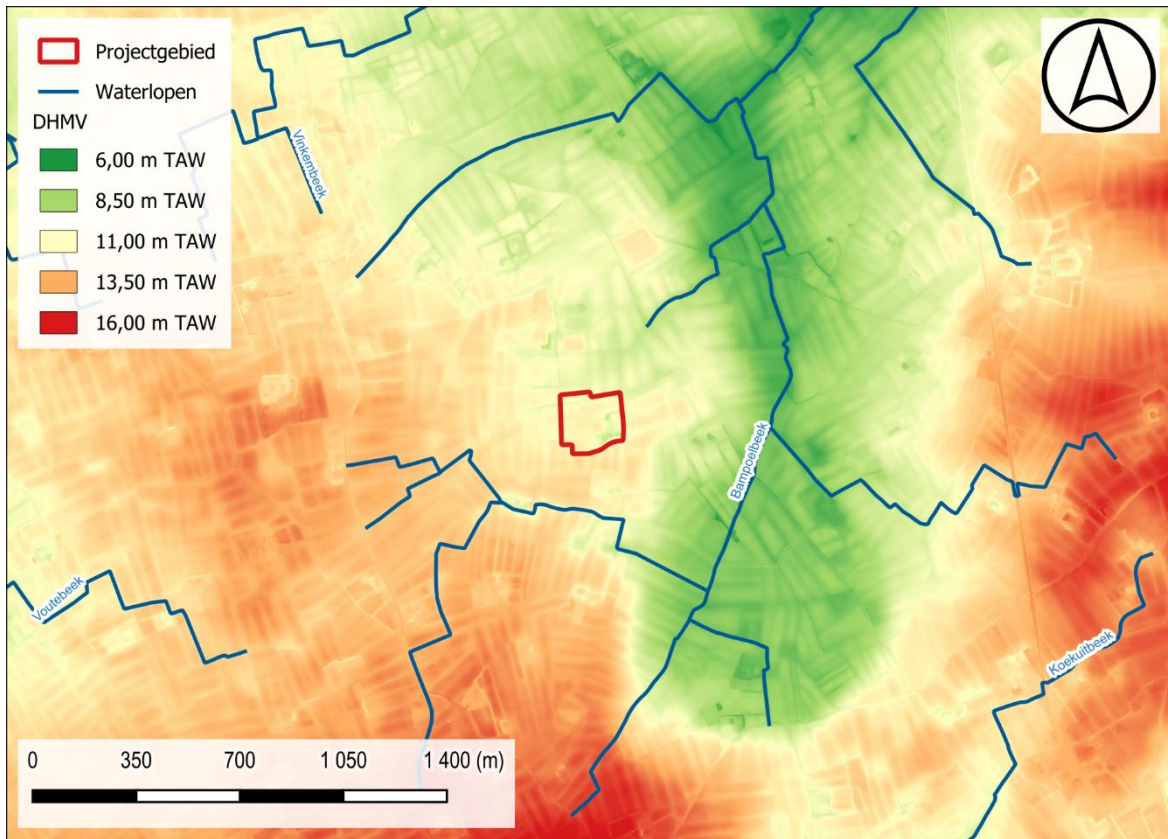 Projectgebied
Waterlopen
DHMV
6,00 m TAW
8,50 m TAW
11,00 m TAW
13,50 m TAW
16,00 m TAW
Vinkembeek
Bampoelbeek
Voutebeek
Koekuitbeek
0 350 700 1 050 1 400 (m)